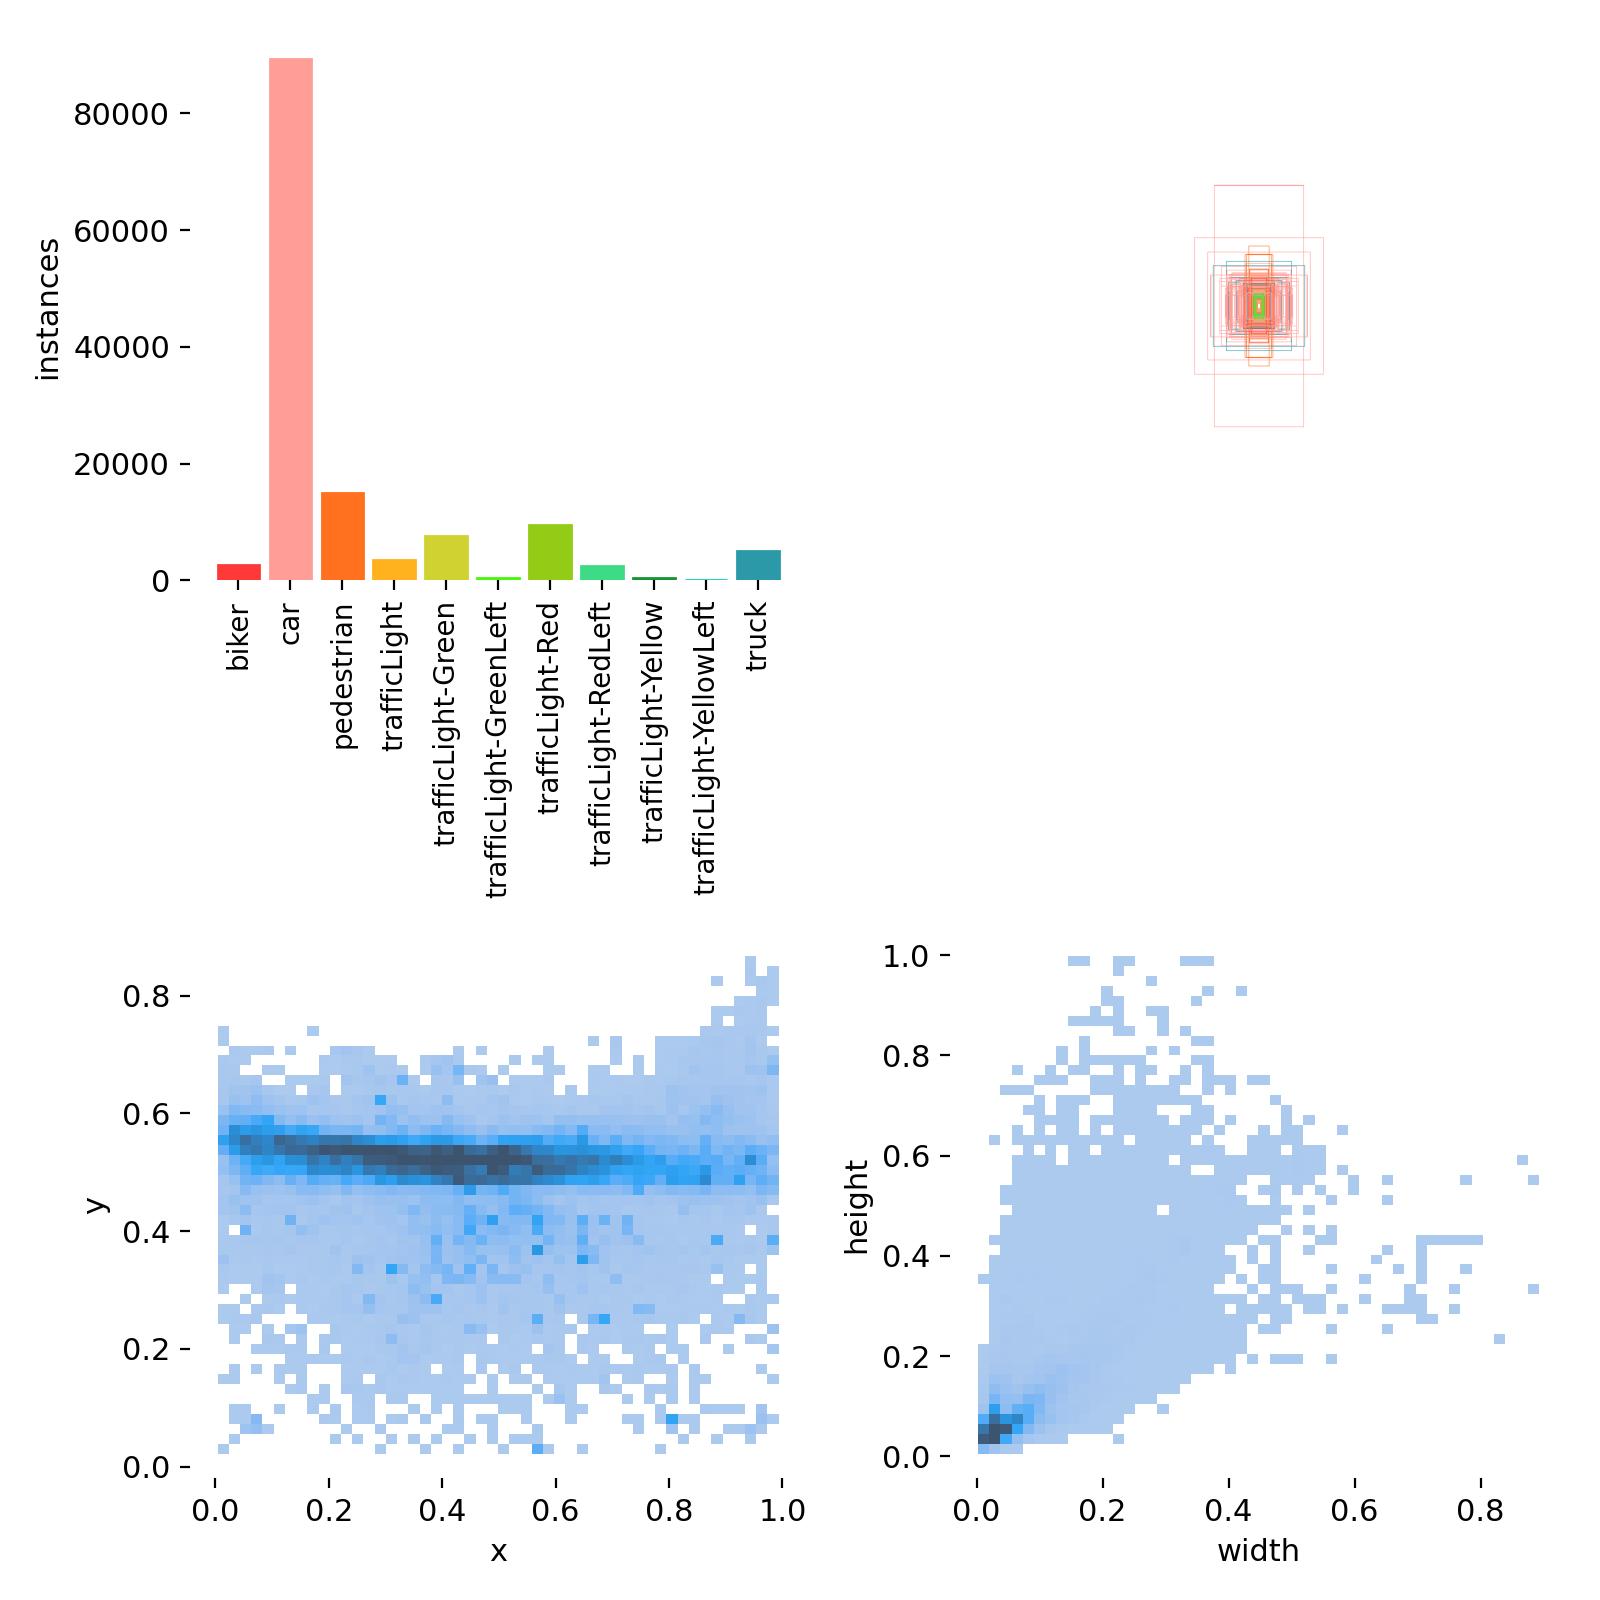 80000
60000
40000
20000
0
instances
biker
car
pedestrian
trafficLight
trafficLight-Green
trafficLight-GreenLeft
trafficLight-Red
trafficLight-RedLeft
trafficLight-Yellow
trafficLight-YellowLeft
truck
0.8
0.6
0.4
0.2
0.0
y
0.0 0.2 0.4 0.6 0.8 1.0
x
1.0
0.8
0.6
0.4
0.2
0.0
height
0.0 0.2 0.4 0.6 0.8
width